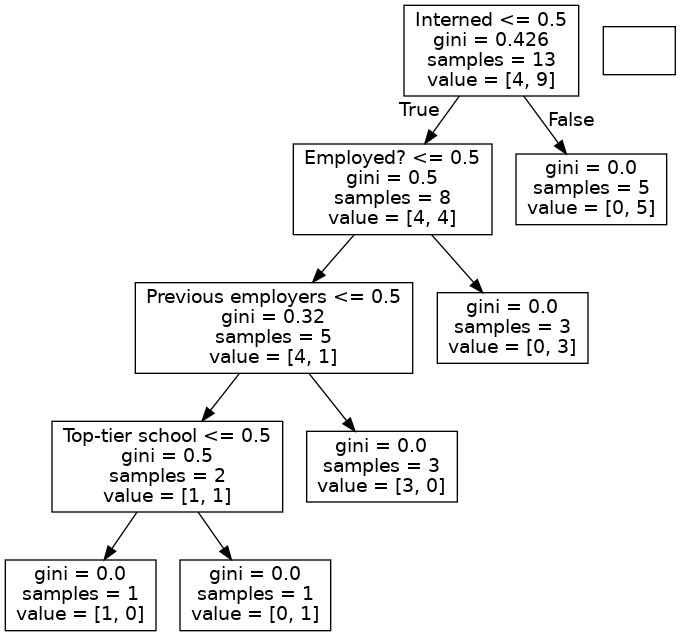 Interned <= 0.5
gini = 0.426
samples = 13
value = [4, 9]
True
False
Employed? <= 0.5
gini = 0.5
samples = 8
value = [4, 4]
gini = 0.0
samples = 5
value = [0, 5]
Previous employers <= 0.5
gini = 0.32
samples = 5
value = [4, 1]
gini = 0.0
samples = 3
value = [0, 3]
Top-tier school <= 0.5
gini = 0.5
samples = 2
value = [1, 1]
gini = 0.0
samples = 3
value = [3, 0]
gini = 0.0
samples = 1
value = [1, 0]
gini = 0.0
samples = 1
value = [0, 1]